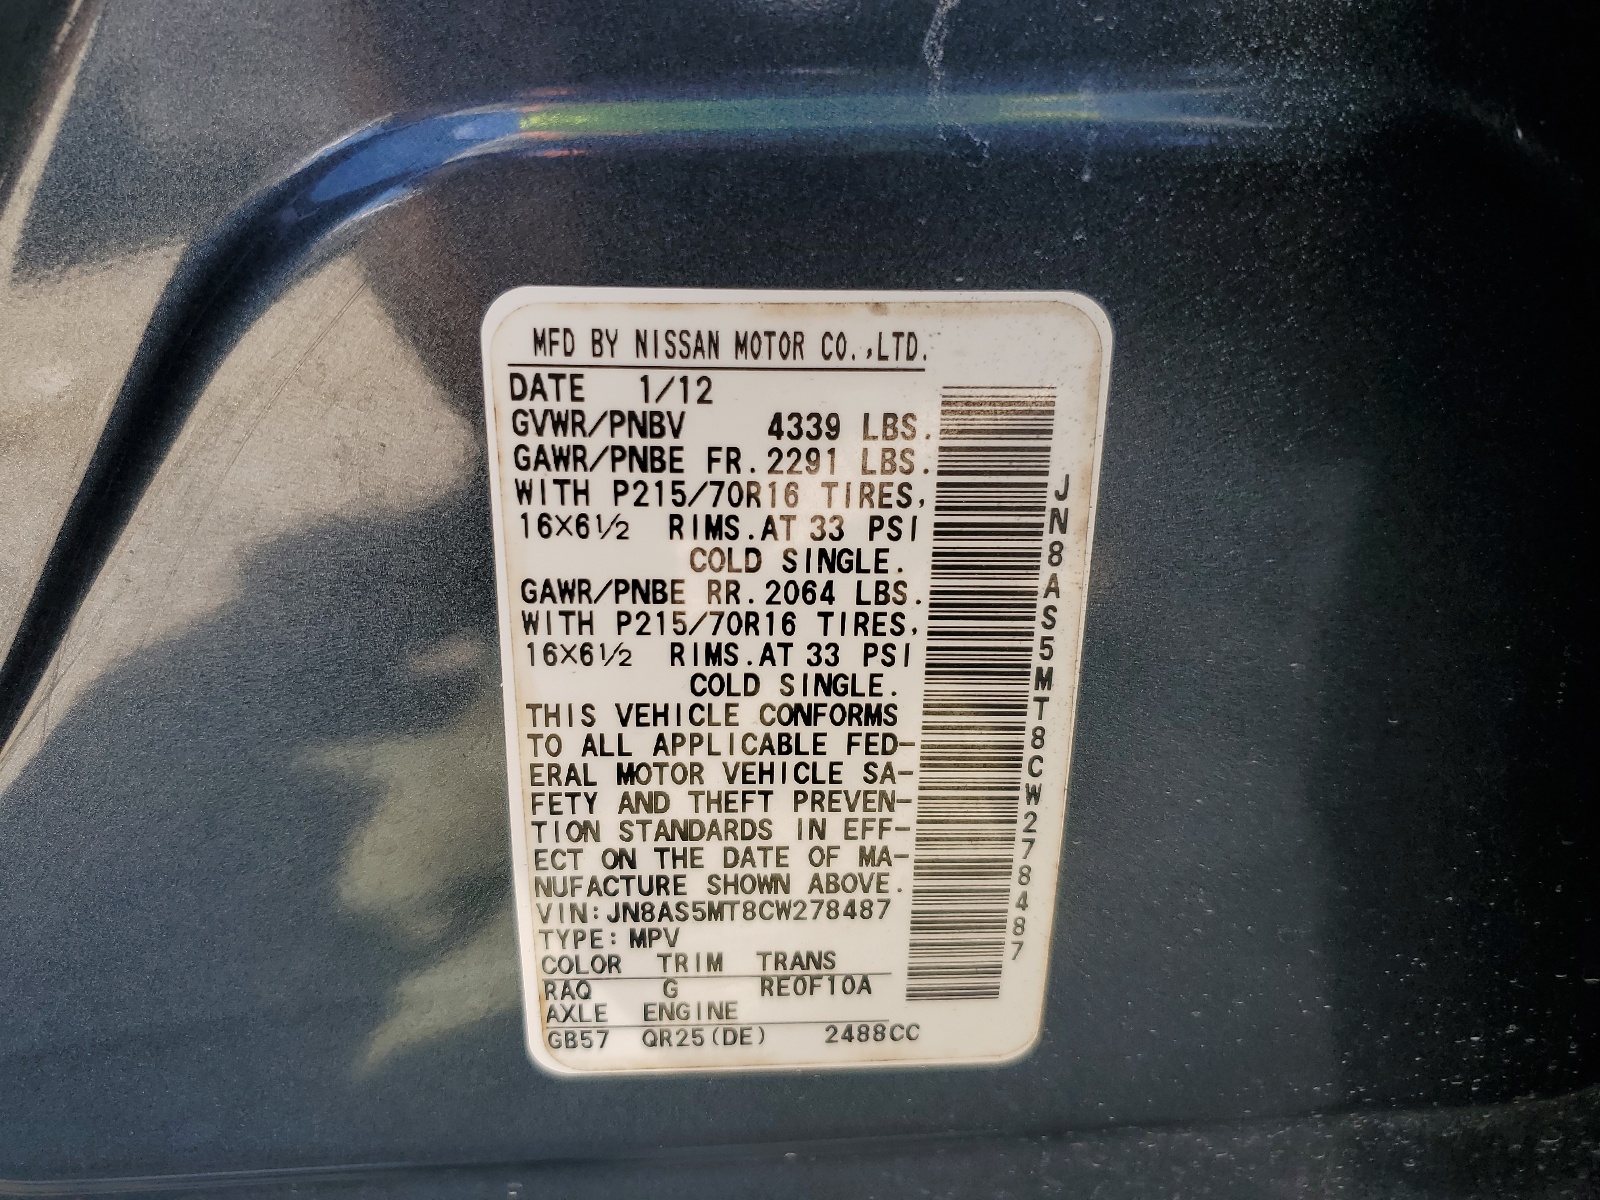 MFD BY NISSAN MOTOR CO.,LTD.
DATE 1/12
GVWR/PNBV 4339 LBS.
GAWR/PNBE FR.2291 LBS.
WITH P215/70R16 TIRES,
16X6½ RIMS.AT 33 PSI
COLD SINGLE.
GAWR/PNBE RR.2064 LBS.
WITH P215/70R16 TIRES,
16X6½ RIMS.AT 33 PSI
COLD SINGLE.
THIS VEHICLE CONFORMS
TO ALL APPLICABLE FED-
ERAL MOTOR VEHICLE SA-
FETY AND THEFT PREVEN-
TION STANDARDS IN EFF-
ECT ON THE DATE OF MA-
NUFACTURE SHOWN ABOVE.
VIN:JN8AS5MT8CW278487
TYPE:MPV
COLOR TRIM TRANS
RAQ G RE0F10A
AXLE ENGINE
GB57 QR25(DE) 2488CC
JN8AS5MT8CW278487